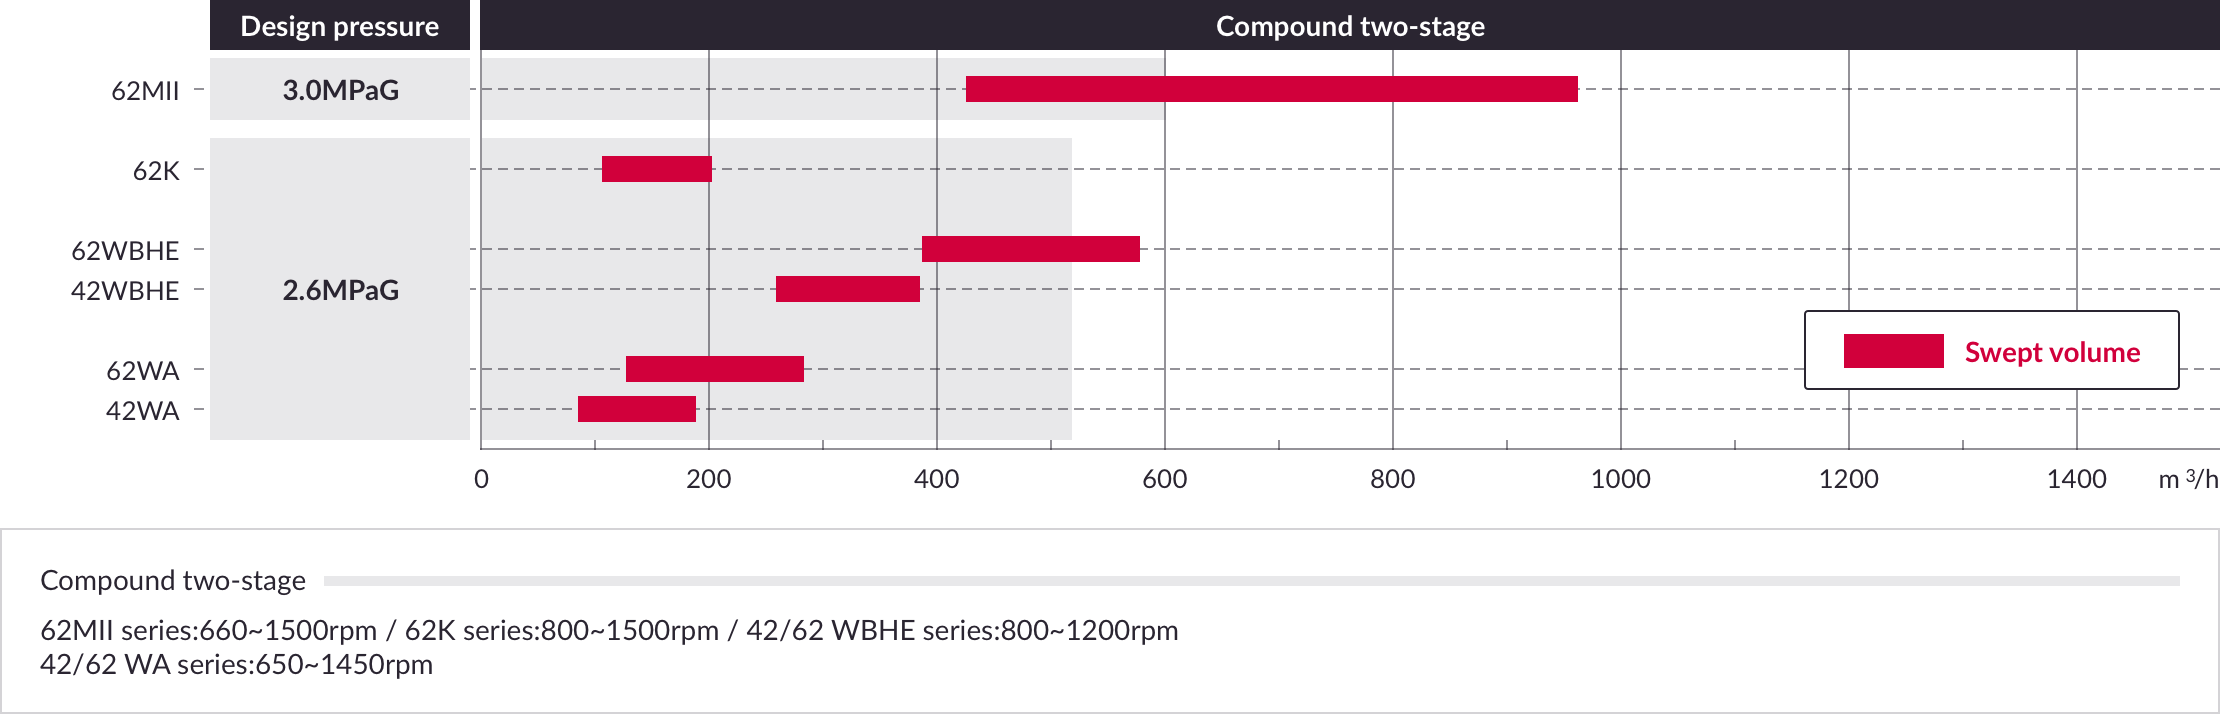 Design pressure
Compound two-stage
62MII
3.0MPaG
62K
62WBHE
42WBHE
2.6MPaG
62WA
42WA
Swept volume
0 200 400 600 800 1000 1200 1400 m³/h
Compound two-stage
62MII series:660~1500rpm / 62K series:800~1500rpm / 42/62 WBHE series:800~1200rpm
42/62 WA series:650~1450rpm